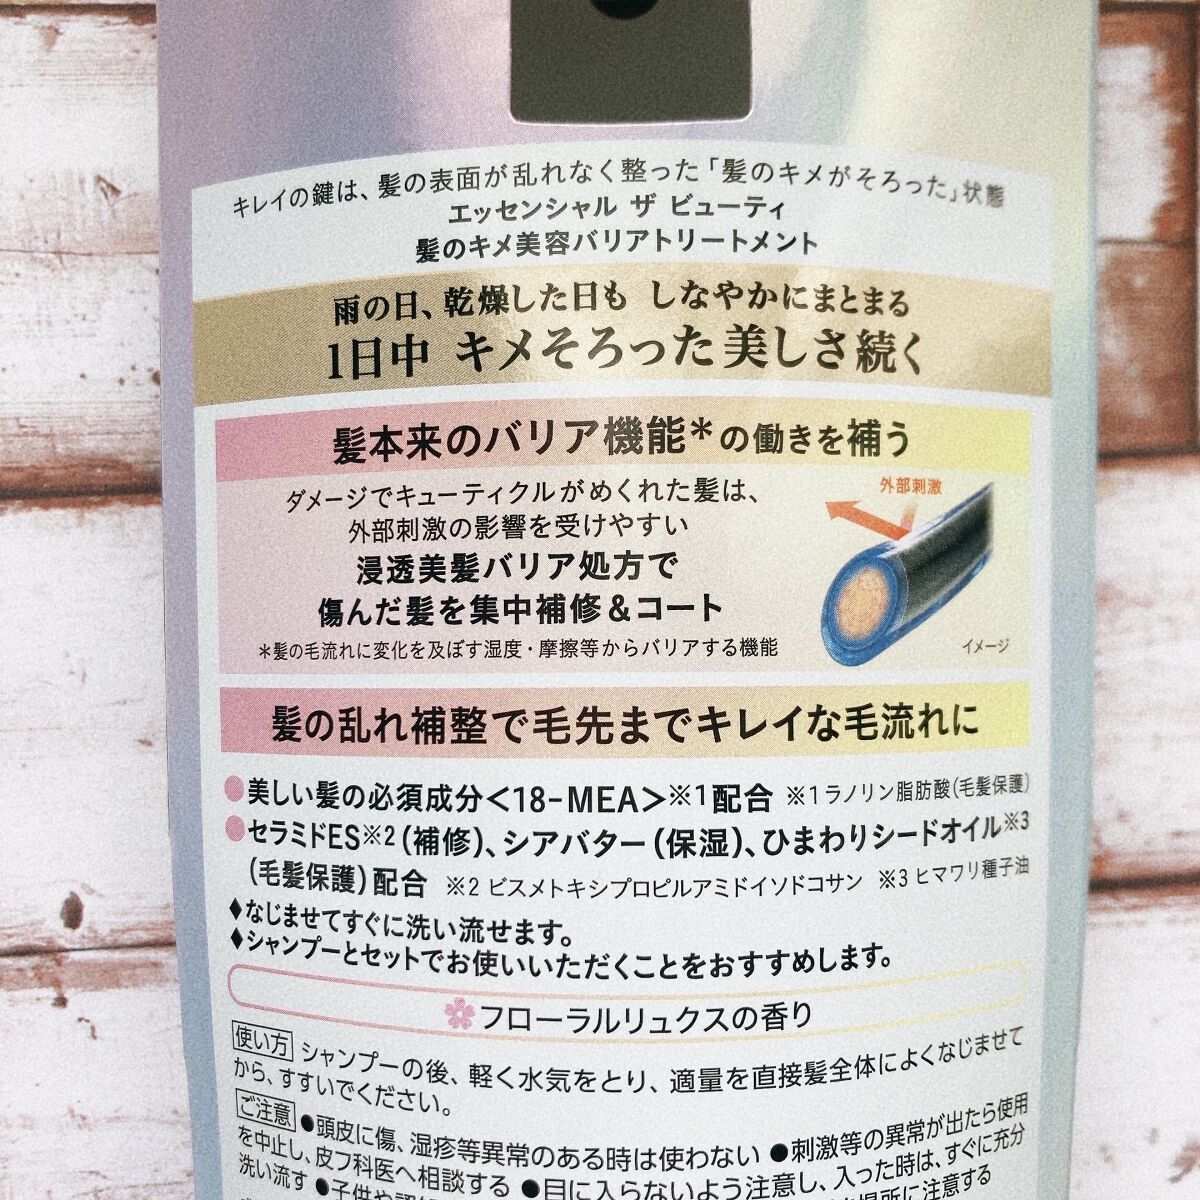 キレイの鍵は、髪の表面が乱れなく整った「髪のキメがそろった」状態
エッセンシャル ザ ビューティ
髪のキメ美容バリアトリートメント
雨の日、乾燥した日も しなやかにまとまる
1日中 キメそろった美しさ続く
髪本来のバリア機能*の働きを補う
ダメージでキューティクルがめくれた髪は、
外部刺激の影響を受けやすい
浸透美髪バリア処方で
傷んだ髪を集中補修&コート
*髪の毛流れに変化を及ぼす湿度・摩擦等からバリアする機能
外部刺激
イメージ
髪の乱れ補整で毛先までキレイな毛流れに
●美しい髪の必須成分<18-MEA>※1配合 ※1ラノリン脂肪酸(毛髪保護)
●セラミドES※2(補修)、シアバター(保湿)、ひまわりシードオイル※3
(毛髪保護)配合 ※2 ビスメトキシプロピルアミドイソドコサン ※3 ヒマワリ種子油
♦なじませてすぐに洗い流せます。
♦シャンプーとセットでお使いいただくことをおすすめします。
フローラルリュクスの香り
使い方 シャンプーの後、軽く水気をとり、適量を直接髪全体によくなじませて
から、すすいでください。
ご注意 ●頭皮に傷、湿疹等異常のある時は使わない ●刺激等の異常が出たら使用
を中止し、皮フ科医へ相談する ●目に入らないよう注意し、入った時は、すぐに充分
洗い流す ●子供や